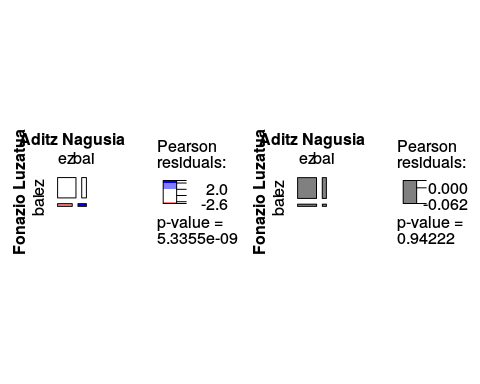 Aditz Nagusia
ez bai
Fonazio Luzatua
bai ez
Pearson
residuals:
2.0
-2.6
p-value =
5.3355e-09
Aditz Nagusia
ez bai
Fonazio Luzatua
bai ez
Pearson
residuals:
0.000
-0.062
p-value =
0.94222